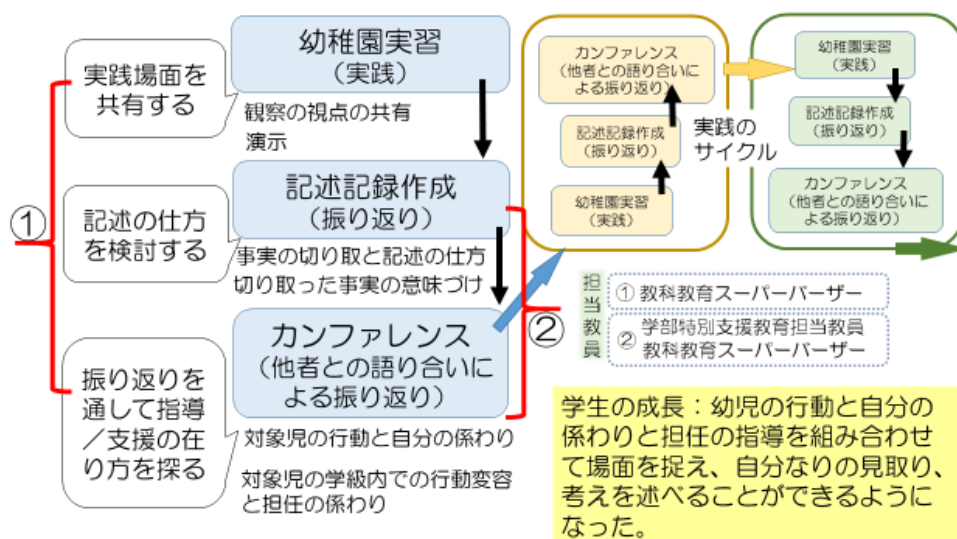 実践場面を
共有する
幼稚園実習
(実践)
観察の視点の共有
演示
①
記述の仕方
を検討する
記述記録作成
(振り返り)
事実の切り取と記述の仕方
切り取った事実の意味づけ
②
振り返りを
通して指導
/支援の在
り方を探る
カンファレンス
(他者との語り合いに
よる振り返り)
対象児の行動と自分の係わり
対象児の学級内での行動変容
と担任の係わり
カンファレンス
(他者との語り合い
による振り返り)
記述記録作成
(振り返り)
幼稚園実習
(実践)
実践の
サイクル
幼稚園実習
(実践)
記述記録作成
(振り返り)
カンファレンス
(他者との語り合いに
よる振り返り)
担当教員
① 教科教育スーパーバーザー
② 学部特別支援教育担当教員
教科教育スーパーバーザー
学生の成長:幼児の行動と自分の
係わりと担任の指導を組み合わせ
て場面を捉え、自分なりの見取り、
考えを述べることができるように
なった。